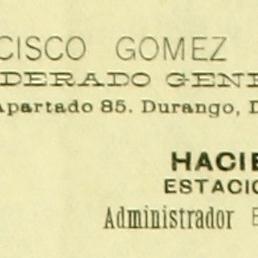 CISCO GOMEZ
DERADO GENE
Apartado 85. Durango, D
HACIE
ESTACIO
Administrador E